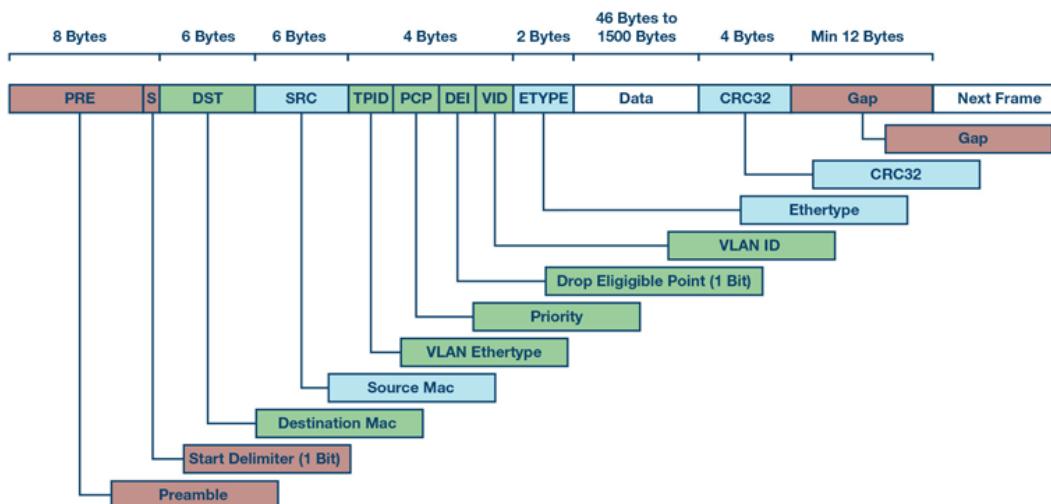 46 Bytes to
8 Bytes 6 Bytes 6 Bytes 4 Bytes 2 Bytes 1500 Bytes 4 Bytes Min 12 Bytes
PRE S DST SRC TPID PCP DEI VID ETYPE Data CRC32 Gap Next Frame
Gap
CRC32
Ethertype
VLAN ID
Drop Eligigible Point (1 Bit)
Priority
VLAN Ethertype
Source Mac
Destination Mac
Start Delimiter (1 Bit)
Preamble